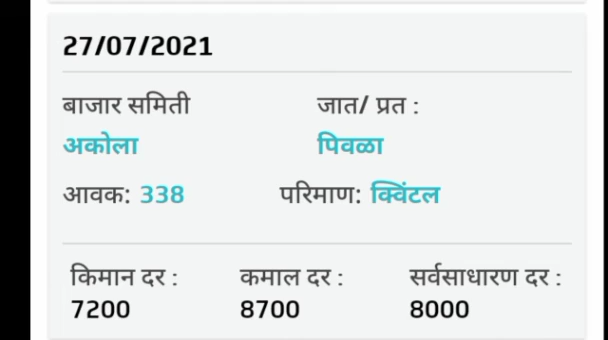 27/07/2021
बाजार समिती जात/ प्रत :
अकोला पिवळा
आवक: 338 परिमाण: क्विंटल
किमान दर : कमाल दर : सर्वसाधारण दर :
7200 8700 8000